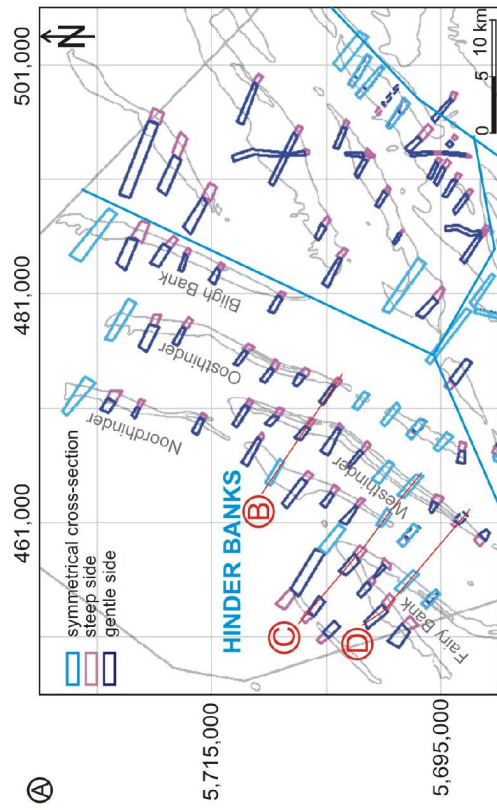 A
symmetrical cross-section
steep side
gentle side
N
501,000
481,000
461,000
5,715,000
5,695,000
HINDER BANKS
B
C
D
Noordhinder
Oosthinder
Bligh Bank
Westhinder
Fairy Bank
0 5 10 km